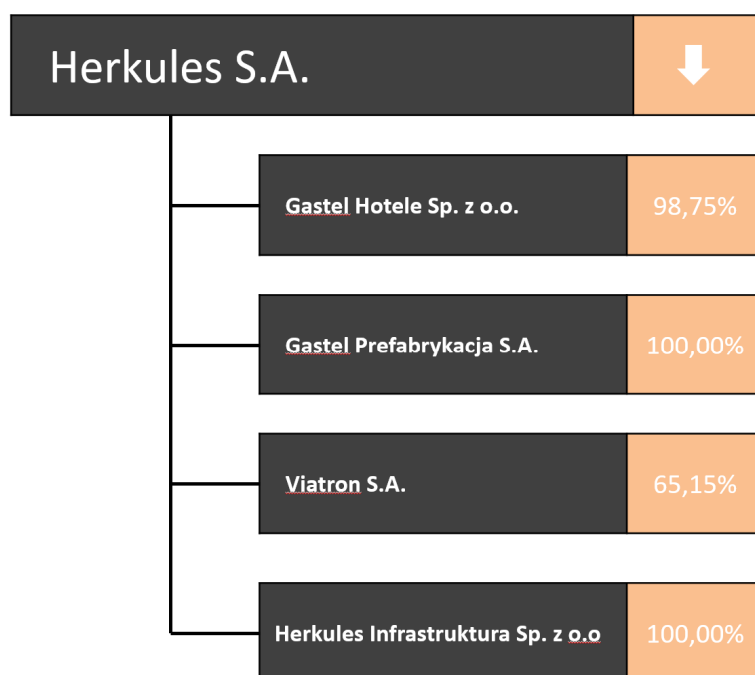 Herkules S.A.
Gastel Hotele Sp. z o.o.
98,75%
Gastel Prefabrykacja S.A.
100,00%
Viatron S.A.
65,15%
Herkules Infrastruktura Sp. z o.o
100,00%